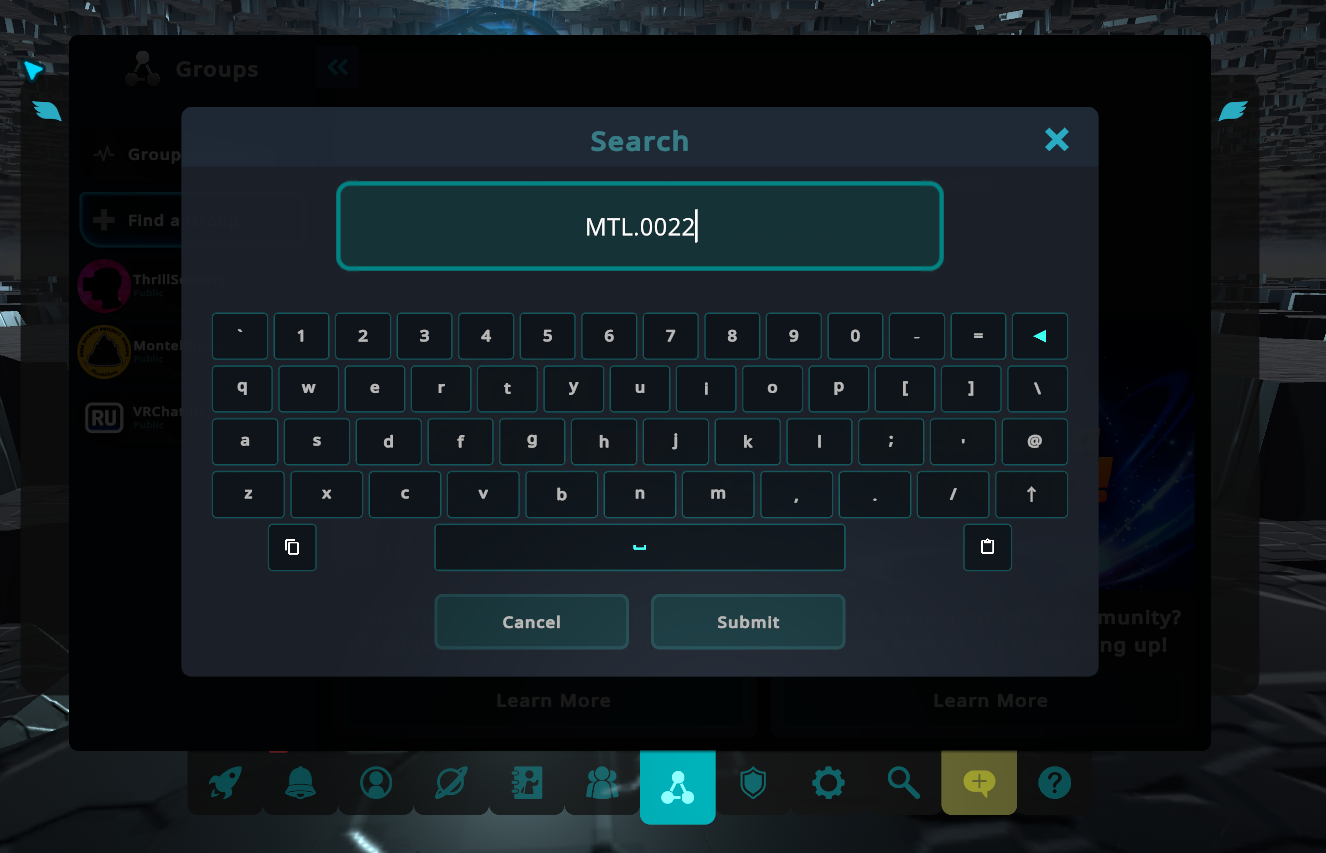 Groups
Search
Group
MTL.0022
Find a
ThrillSe
Public
Monte
Public
RU VRChat
Public
` 1 2 3 4 5 6 7 8 9 0 - =
q w e r t y u i o p [ ] \
a s d f g h j k l ; ' @
z x c v b n m , . / ↑
Cancel Submit
munity?
ng up!
Learn More Learn More